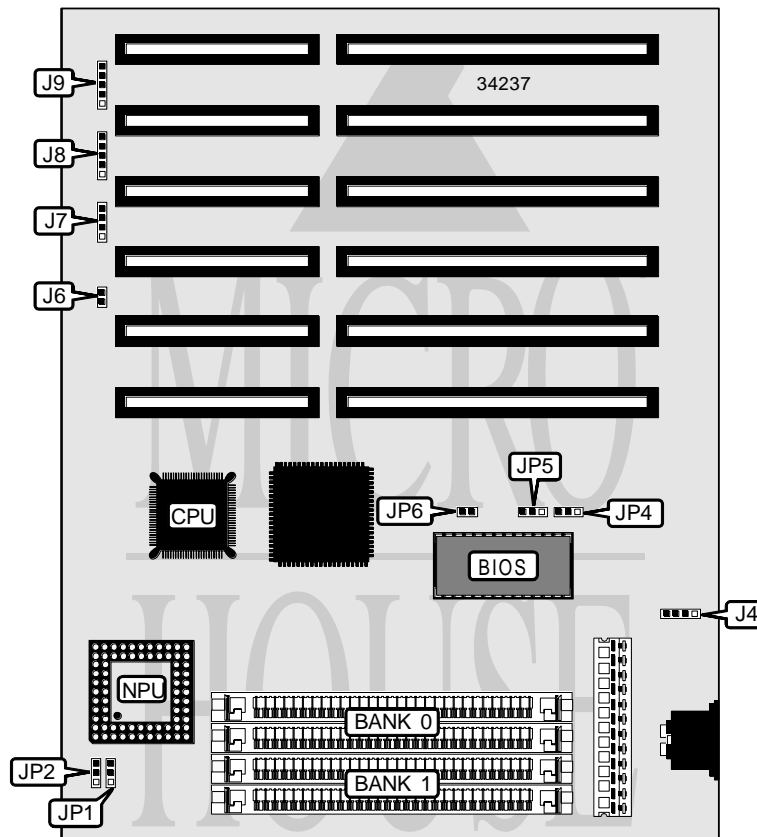 34237
J9
J8
J7
J6
MICRO
JP5
CPU
JP6
JP4
BIOS
HOUSE
J4
NPU
BANK 0
BANK 1
JP2
JP1